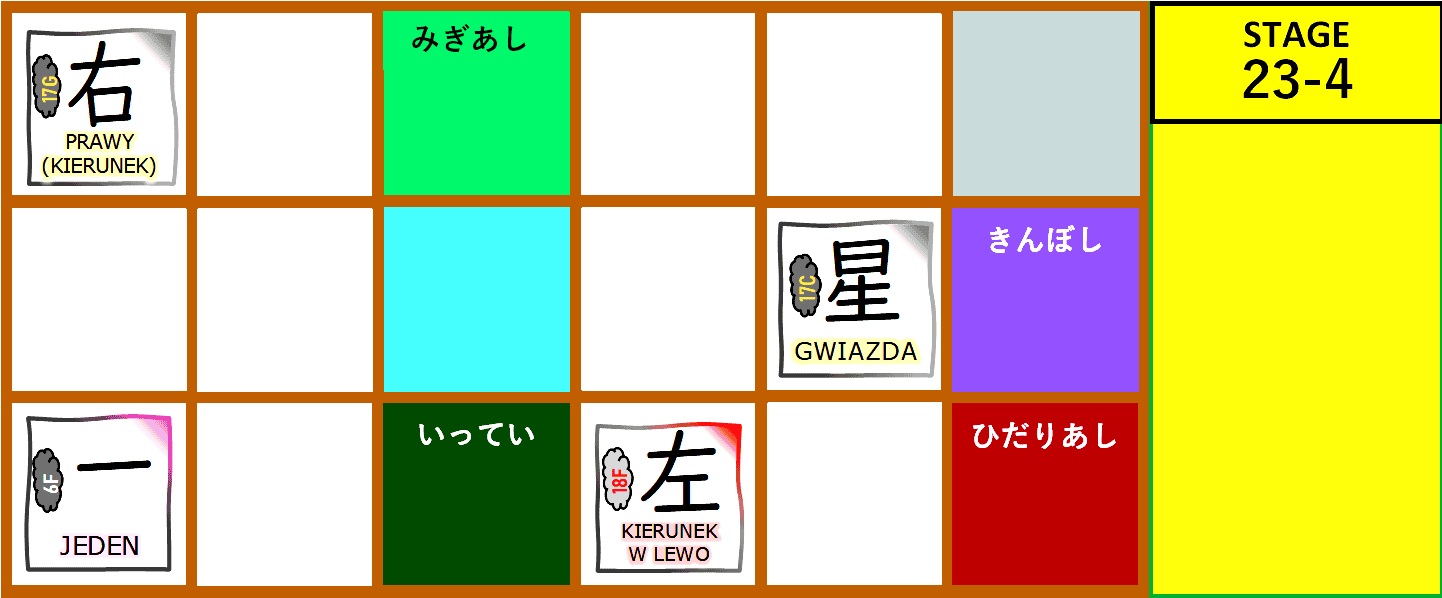 右
17G
PRAWY
(KIERUNEK)
みぎあし
STAGE
23-4
星
17C
GWIAZDA
きんぼし
一
6F
JEDEN
いってい
左
18F
KIERUNEK
W LEWO
ひだりあし